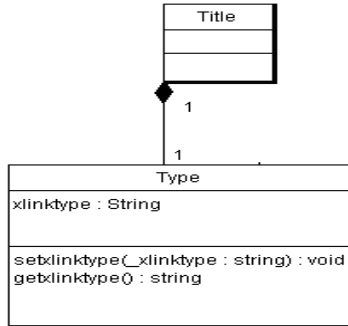 Title
1
1
Type
xlinktype : String
setxlinktype(_xlinktype : string) : void
getxlinktype() : string